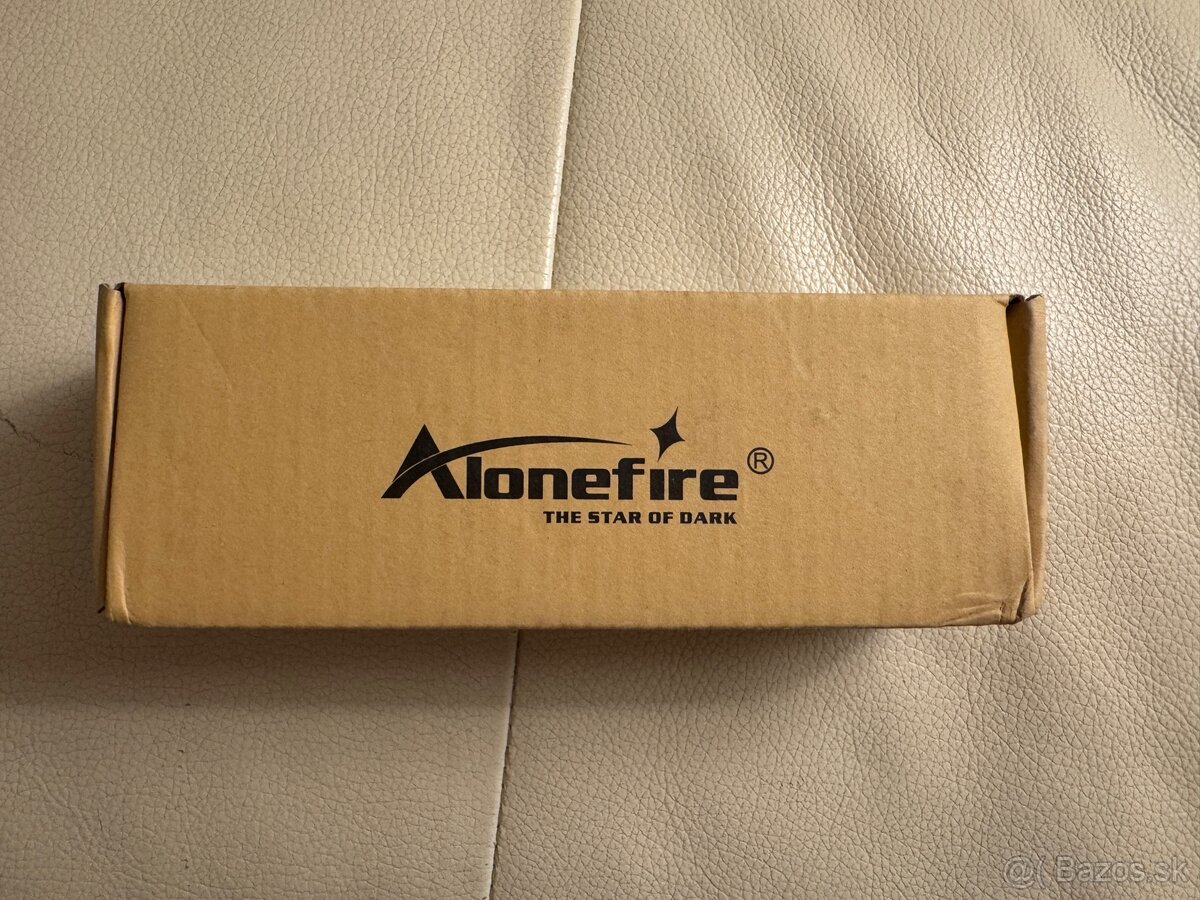 Alonefire®
THE STAR OF DARK
@( Bazos.sk